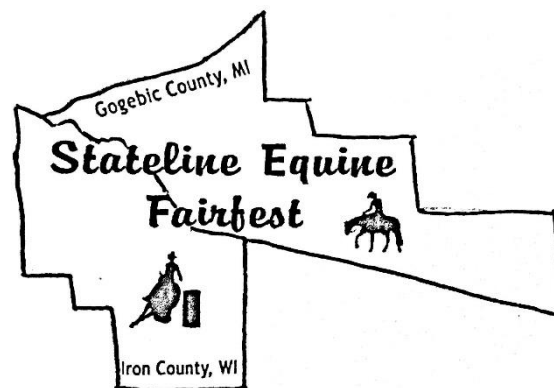 Gogebic County, MI
Stateline Equine
Fairfest
Iron County, WI